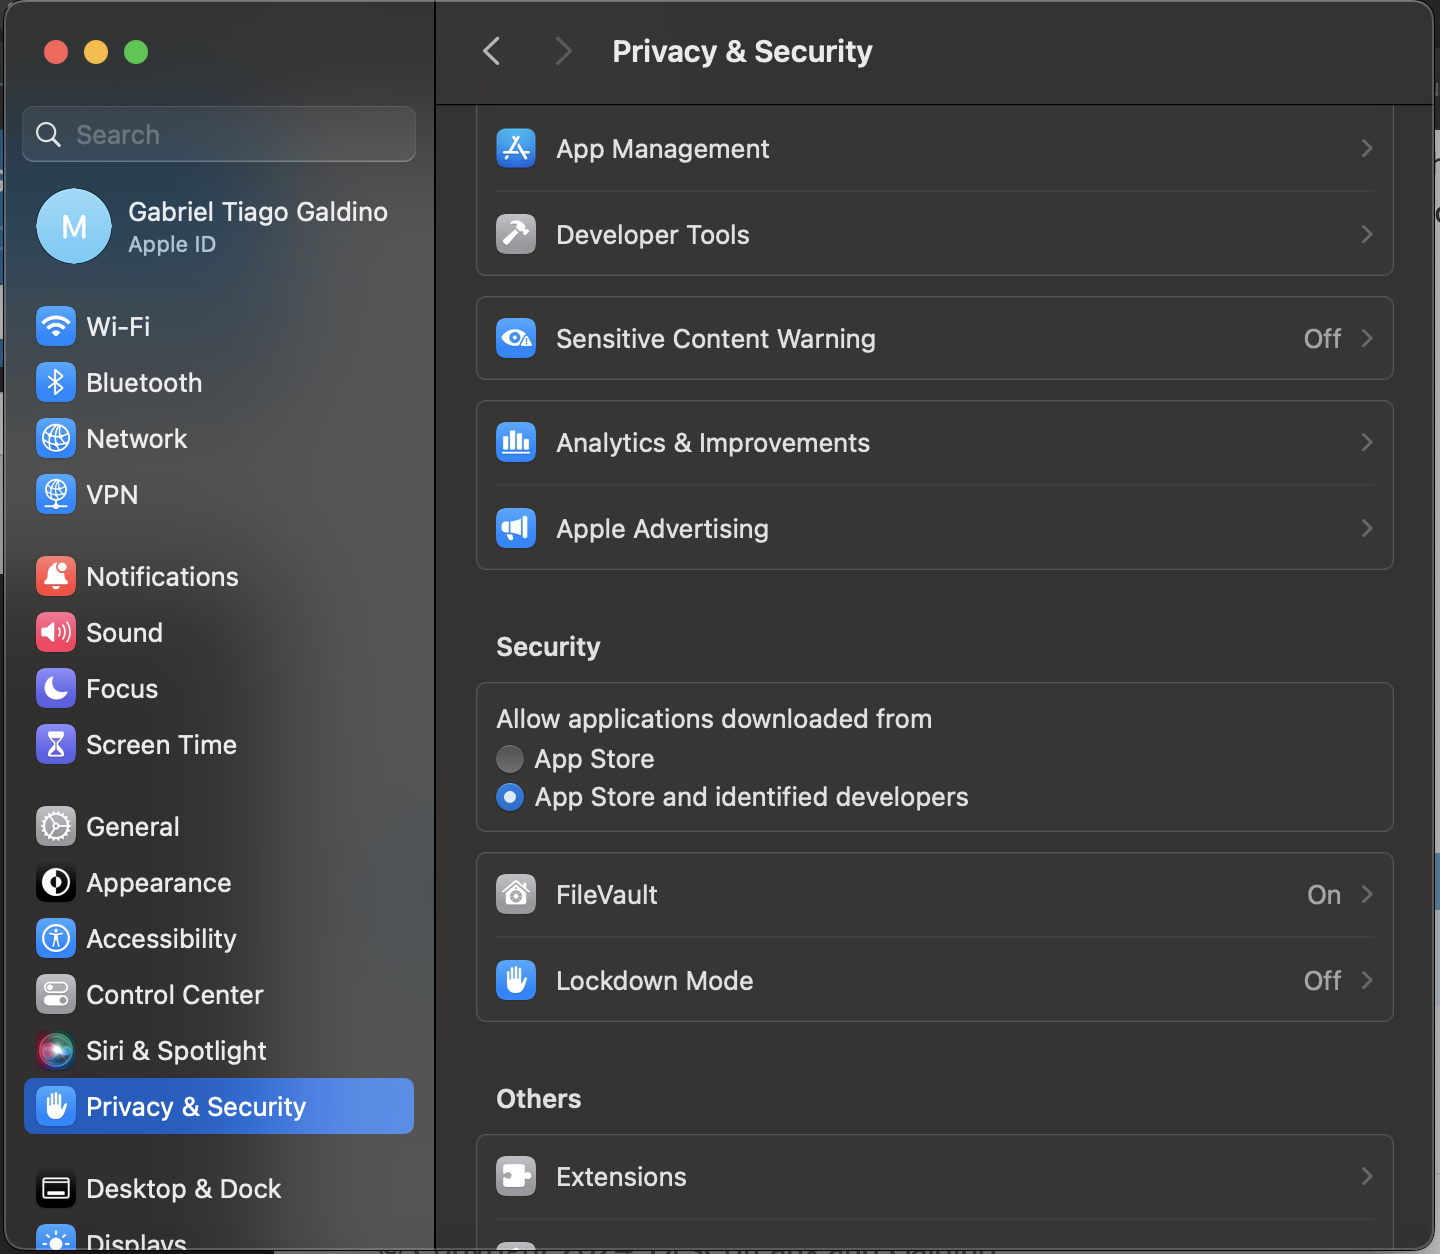 Privacy & Security
Search
M
Gabriel Tiago Galdino
Apple ID
Wi-Fi
Bluetooth
Network
VPN
Notifications
Sound
Focus
Screen Time
General
Appearance
Accessibility
Control Center
Siri & Spotlight
Privacy & Security
Desktop & Dock
Displays
App Management
Developer Tools
Sensitive Content Warning Off
Analytics & Improvements
Apple Advertising
Security
Allow applications downloaded from
App Store
App Store and identified developers
FileVault On
Lockdown Mode Off
Others
Extensions